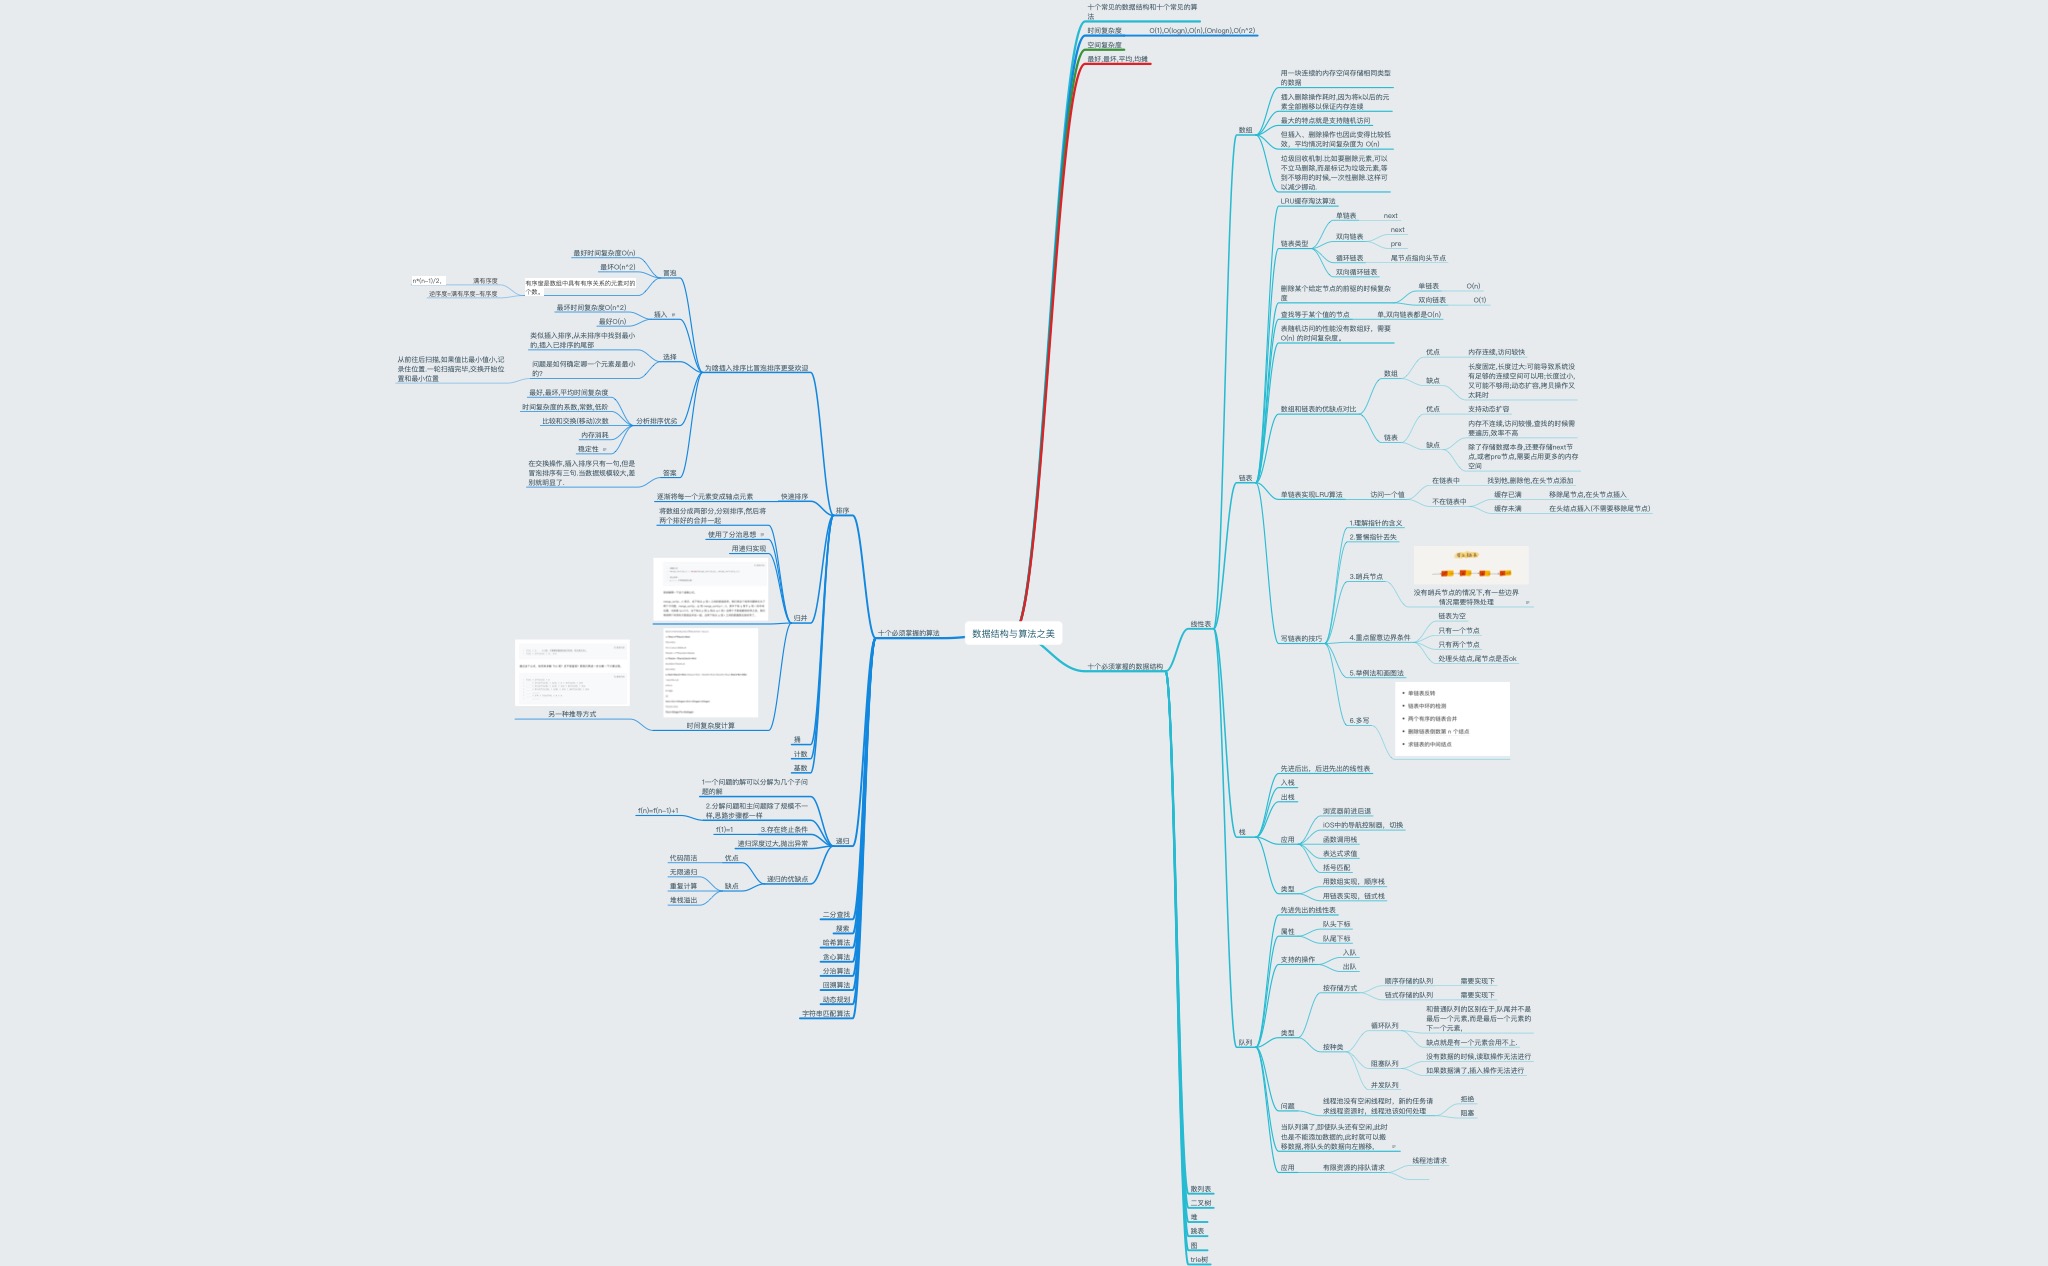 十个常见的数据结构和十个常见的算
法
时间复杂度
O(1),O(logn),O(n),(Onlogn),O(n^2)
空间复杂度
最好,最坏,平均,均摊
数据结构与算法之美
十个必须掌握的数据结构
线性表
数组
用一块连续的内存空间存储相同类型
的数据
插入删除操作耗时,因为将k以后的元
素全部搬移以保证内存连续
最大的特点就是支持随机访问
但插入、删除操作也因此变得比较低
效，平均情况时间复杂度为 O(n)
垃圾回收机制.比如要删除元素,可以
不立马删除,而是标记为垃圾元素,等
到不够用的时候,一次性删除.这样可
以减少挪动.
链表
LRU缓存淘汰算法
链表类型
单链表
next
双向链表
next
pre
循环链表
尾节点指向头节点
双向循环链表
删除某个给定节点的前驱的时候复杂
度
单链表
O(n)
双向链表
O(1)
查找等于某个值的节点
单,双向链表都是O(n)
表随机访问的性能没有数组好，需要
O(n) 的时间复杂度。
数组和链表的优缺点对比
数组
优点
内存连续,访问较快
缺点
长度固定,长度过大:可能导致系统没
有足够的连续空间可以用;长度过小,
又可能不够用;动态扩容,拷贝操作又
太耗时
链表
优点
支持动态扩容
缺点
内存不连续,访问较慢,查找的时候需
要遍历,效率不高
除了存储数据本身,还要存储next节
点,或者pre节点,需要占用更多的内存
空间
单链表实现LRU算法
访问一个值
在链表中
找到他,删除他,在头节点添加
不在链表中
缓存已满
移除尾节点,在头节点插入
缓存未满
在头结点插入(不需要移除尾节点)
写链表的技巧
1.理解指针的含义
2.警惕指针丢失
3.哨兵节点
没有哨兵节点的情况下,有一些边界
情况需要特殊处理
4.重点留意边界条件
链表为空
只有一个节点
只有两个节点
处理头结点,尾节点是否ok
5.举例法和画图法
6.多写
• 单链表反转
• 链表中环的检测
• 两个有序的链表合并
• 删除链表倒数第 n 个结点
• 求链表的中间结点
栈
先进后出，后进先出的线性表
入栈
出栈
应用
浏览器前进后退
iOS中的导航控制器，切换
函数调用栈
表达式求值
括号匹配
类型
用数组实现，顺序栈
用链表实现，链式栈
队列
先进先出的线性表
属性
队头下标
队尾下标
支持的操作
入队
出队
类型
按存储方式
顺序存储的队列
需要实现下
链式存储的队列
需要实现下
按种类
循环队列
和普通队列的区别在于,队尾并不是
最后一个元素,而是最后一个元素的
下一个元素,
缺点就是有一个元素会用不上.
阻塞队列
没有数据的时候,读取操作无法进行
如果数据满了,插入操作无法进行
并发队列
问题
线程池没有空闲线程时，新的任务请
求线程资源时，线程池该如何处理
拒绝
阻塞
当队列满了,即使队头还有空闲,此时
也是不能添加数据的,此时就可以搬
移数据,将队头的数据向左搬移,
应用
有限资源的排队请求
线程池请求
散列表
二叉树
堆
跳表
图
trie树
十个必须掌握的算法
排序
为啥插入排序比冒泡排序更受欢迎
冒泡
最好时间复杂度O(n)
最坏O(n^2)
有序度是数组中具有有序关系的元素对的
个数。
满有序度
n*(n-1)/2,
逆序度=满有序度-有序度
插入
最坏时间复杂度O(n^2)
最好O(n)
选择
类似插入排序,从未排序中找到最小
的,插入已排序的尾部
问题是如何确定哪一个元素是最小
的?
从前往后扫描,如果值比最小值小,记
录住位置.一轮扫描完毕,交换开始位
置和最小位置
分析排序优劣
最好,最坏,平均时间复杂度
时间复杂度的系数,常数,低阶
比较和交换(移动)次数
内存消耗
稳定性
答案
在交换操作,插入排序只有一句,但是
冒泡排序有三句.当数据规模较大,差
别就明显了.
快速排序
逐渐将每一个元素变成轴点元素
归并
将数组分成两部分,分别排序,然后将
两个排好的合并一起
使用了分治思想
用递归实现
时间复杂度计算
另一种推导方式
桶
计数
基数
递归
1一个问题的解可以分解为几个子问
题的解
2.分解问题和主问题除了规模不一
样,思路步骤都一样
f(n)=f(n-1)+1
3.存在终止条件
f(1)=1
递归深度过大,抛出异常
递归的优缺点
优点
代码简洁
缺点
无限递归
重复计算
堆栈溢出
二分查找
搜索
哈希算法
贪心算法
分治算法
回溯算法
动态规划
字符串匹配算法